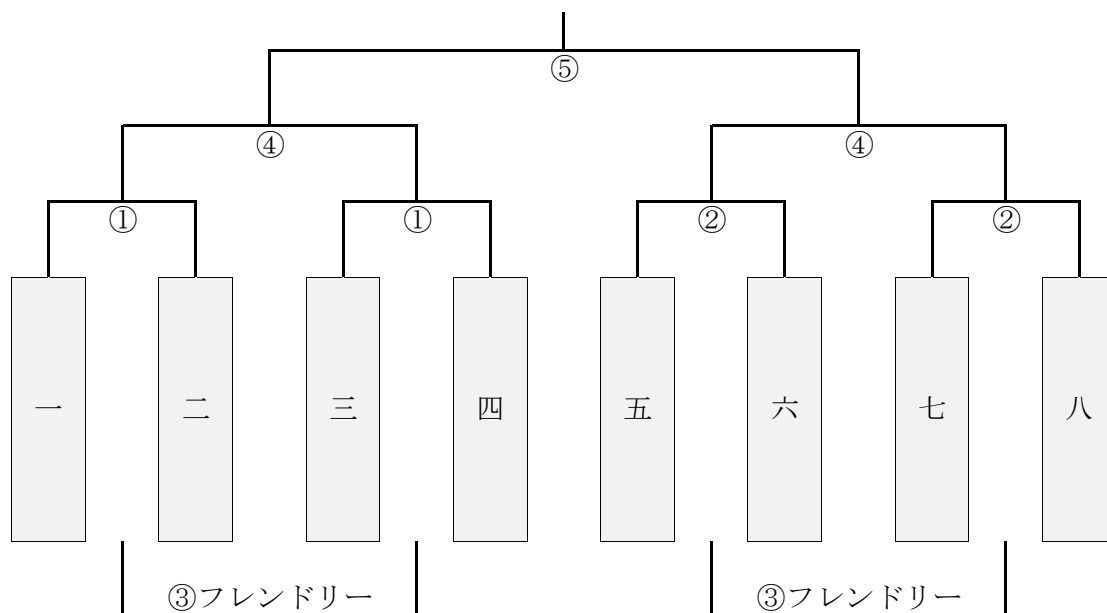 ⑤
④ ④
① ① ② ②
一 二 三 四 五 六 七 八
③フレンドリー ③フレンドリー